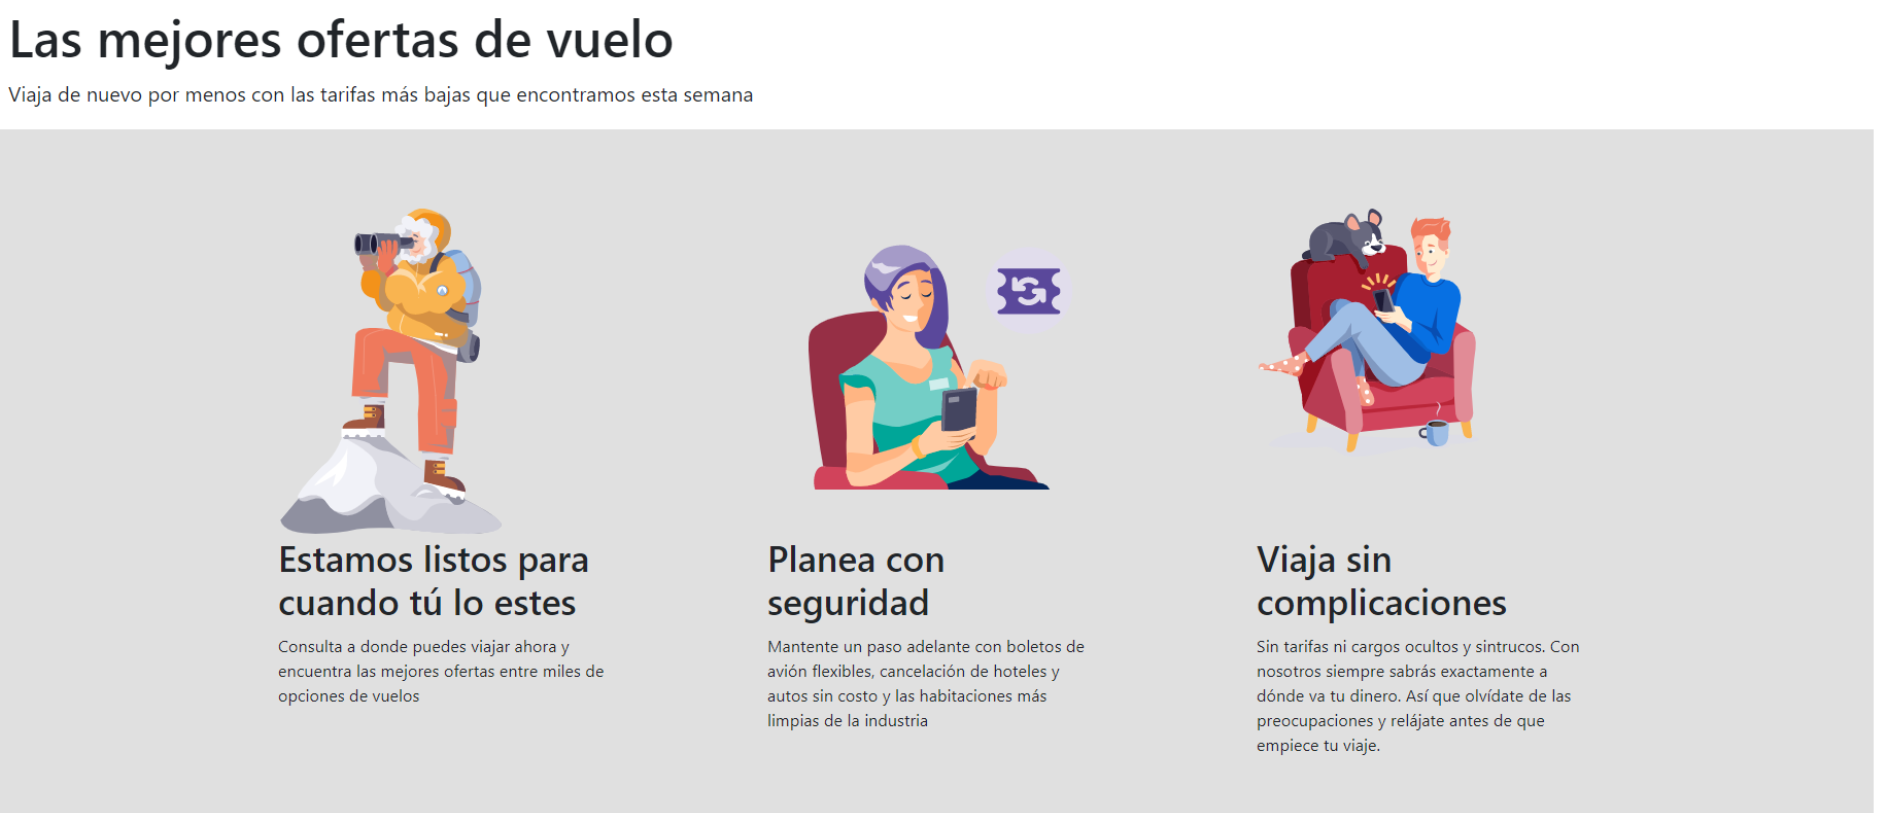 Las mejores ofertas de vuelo
Viaja de nuevo por menos con las tarifas más bajas que encontramos esta semana
Estamos listos para
cuando tú lo estes
Consulta a donde puedes viajar ahora y
encuentra las mejores ofertas entre miles de
opciones de vuelos
Planea con
seguridad
Mantente un paso adelante con boletos de
avión flexibles, cancelación de hoteles y
autos sin costo y las habitaciones más
limpias de la industria
Viaja sin
complicaciones
Sin tarifas ni cargos ocultos y sintrucos. Con
nosotros siempre sabrás exactamente a
dónde va tu dinero. Así que olvídate de las
preocupaciones y relájate antes de que
empiece tu viaje.